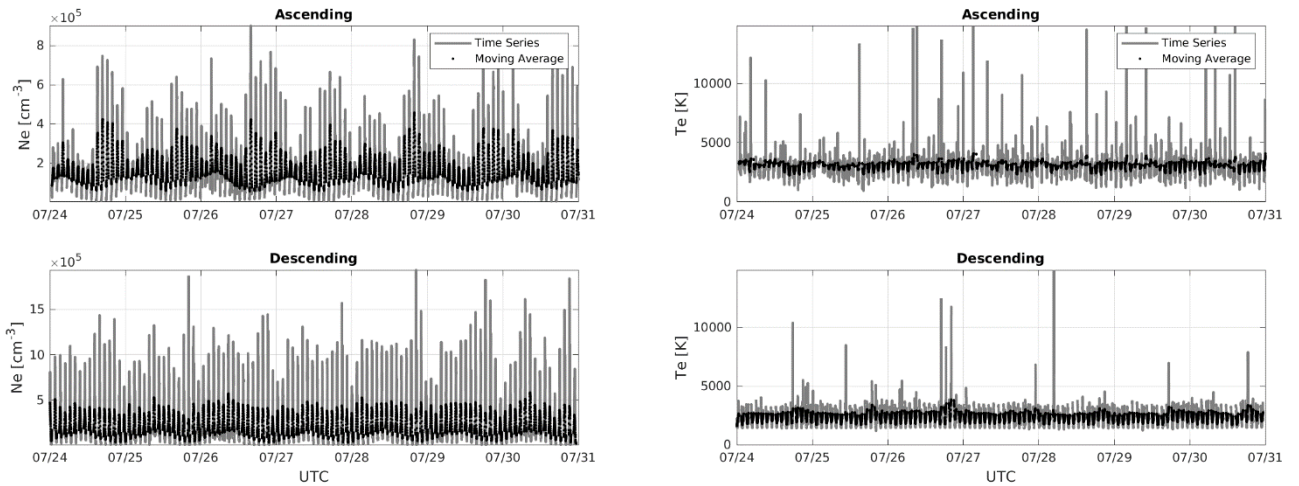 Ascending
×10⁵
Ne [cm⁻³]
8
6
4
2
Time Series
Moving Average
07/24 07/25 07/26 07/27 07/28 07/29 07/30 07/31
Ascending
Te [K]
10000
5000
0
Time Series
Moving Average
07/24 07/25 07/26 07/27 07/28 07/29 07/30 07/31
Descending
×10⁵
Ne [cm⁻³]
15
10
5
07/24 07/25 07/26 07/27 07/28 07/29 07/30 07/31
UTC
Descending
Te [K]
10000
5000
0
07/24 07/25 07/26 07/27 07/28 07/29 07/30 07/31
UTC